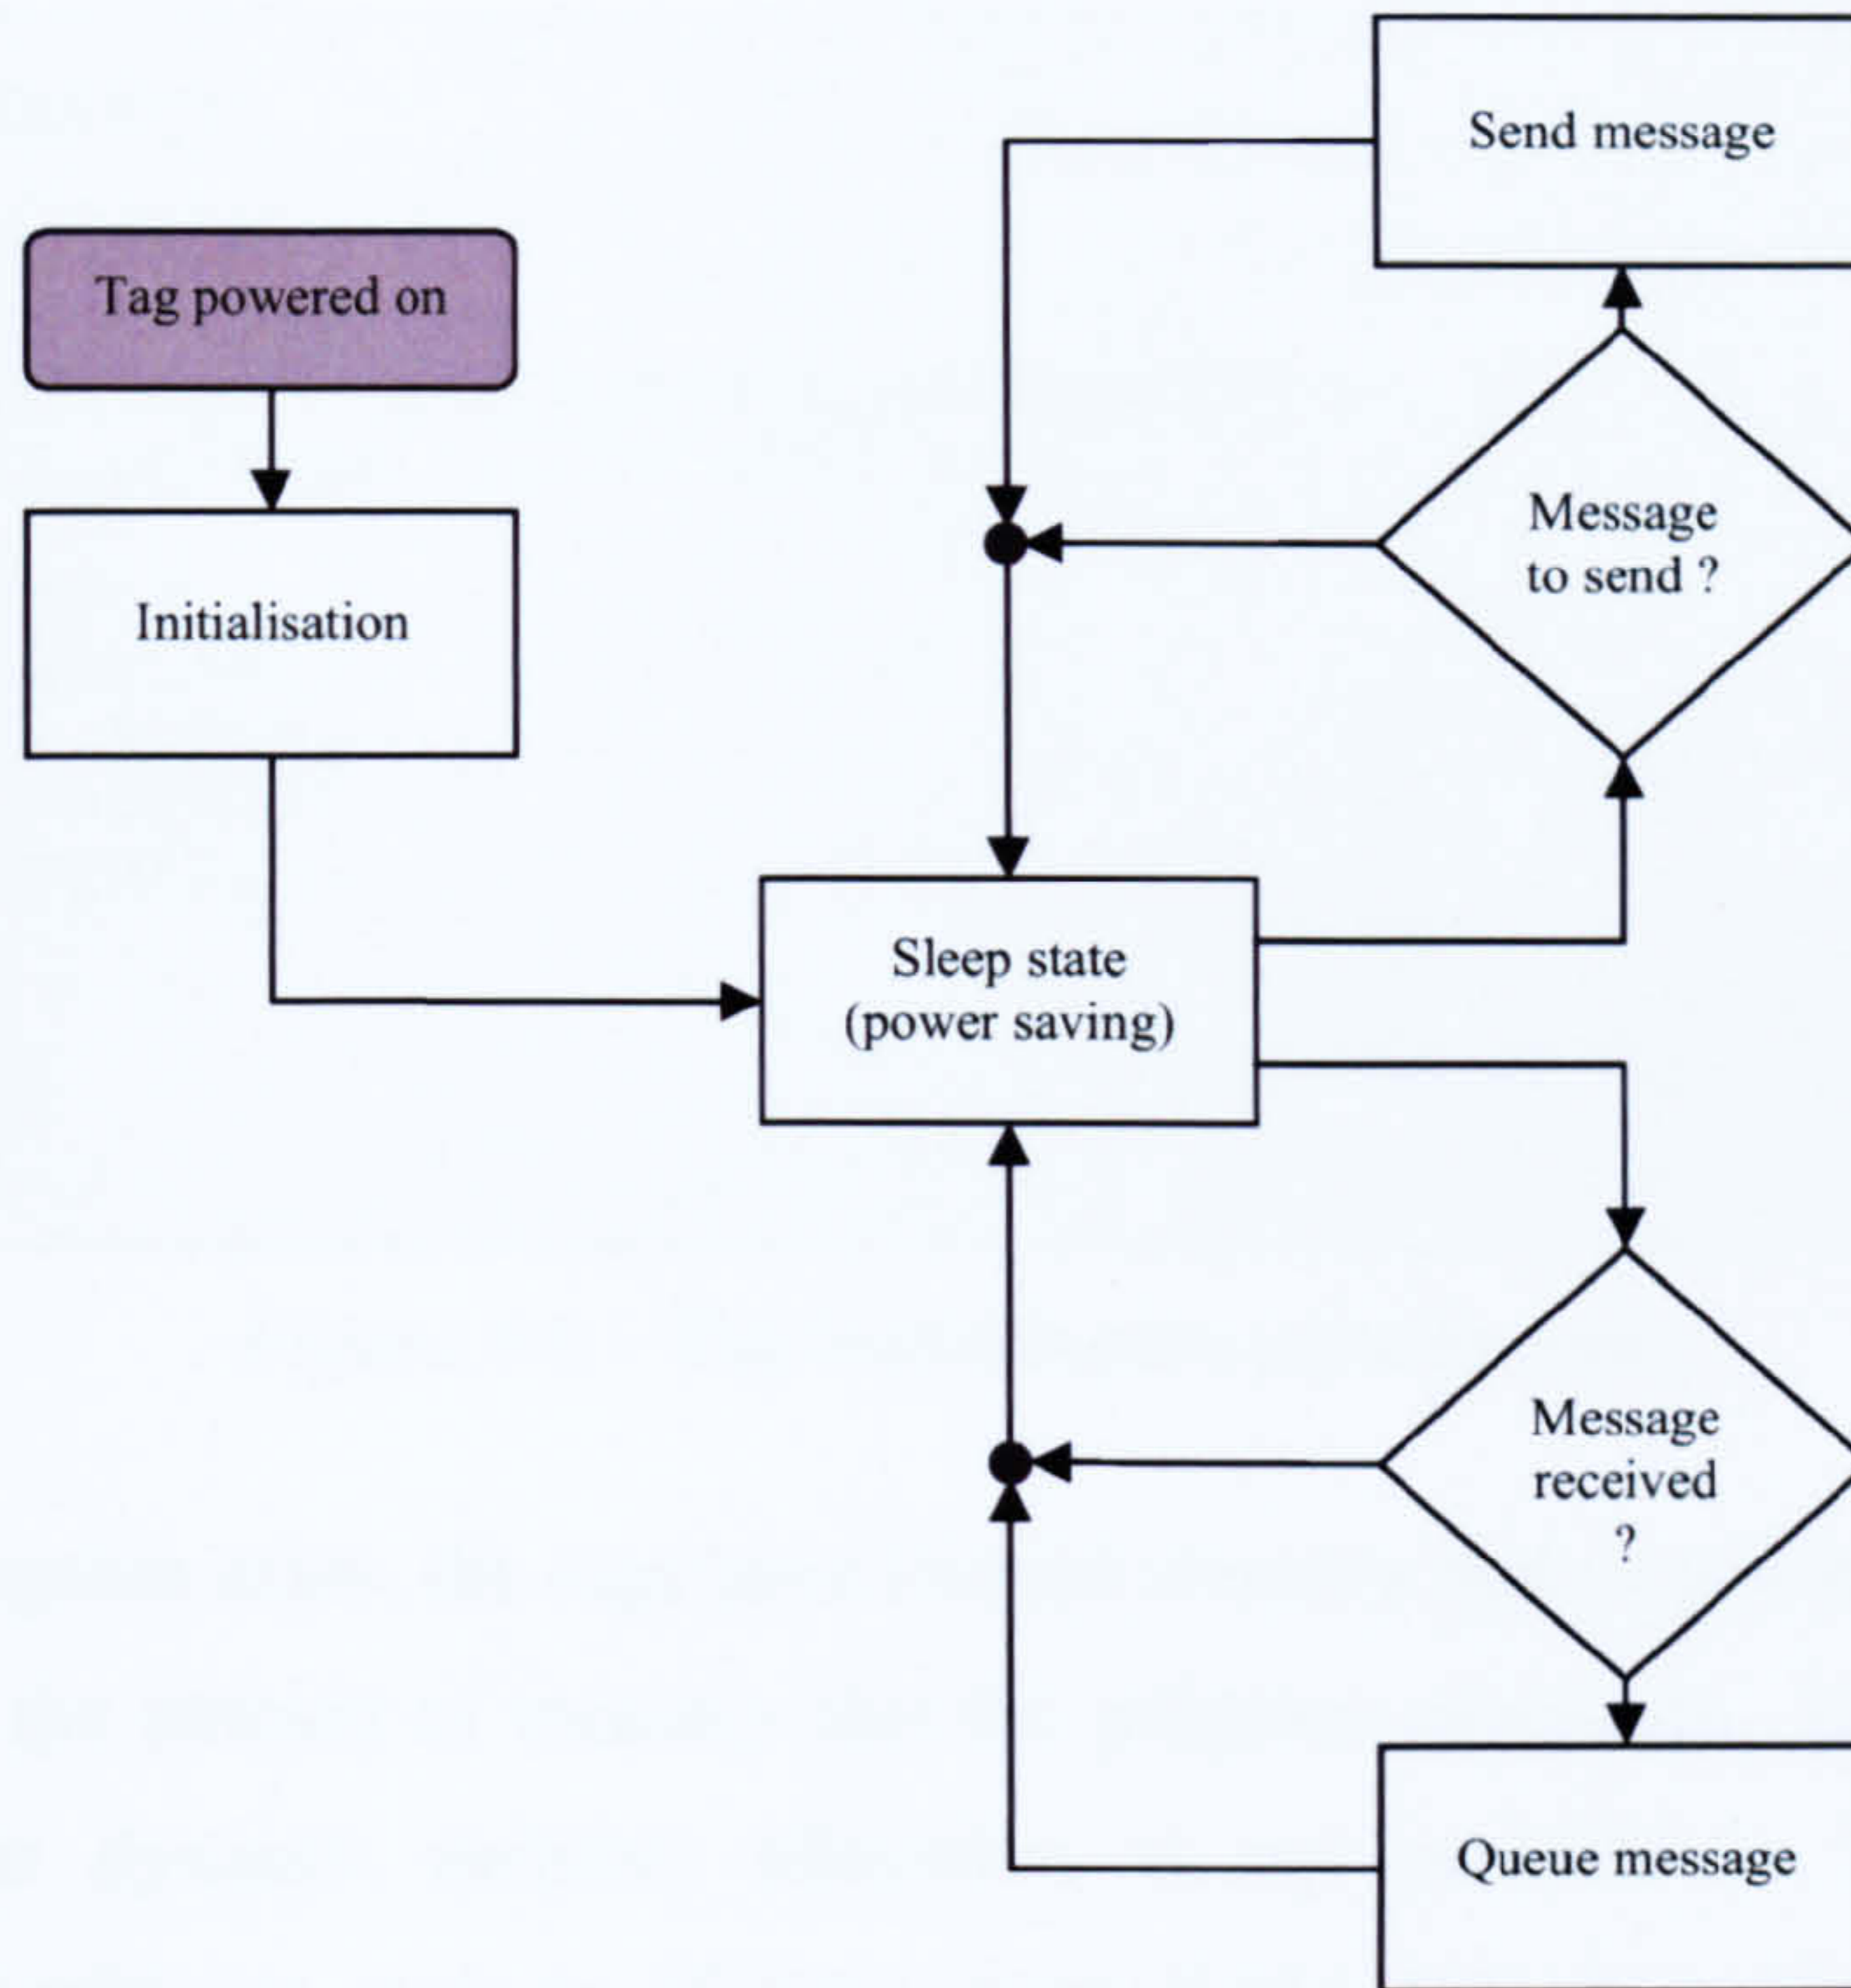 Send message
Tag powered on
Message
to send ?
Initialisation
Sleep state
(power saving)
Message
received
?
Queue message